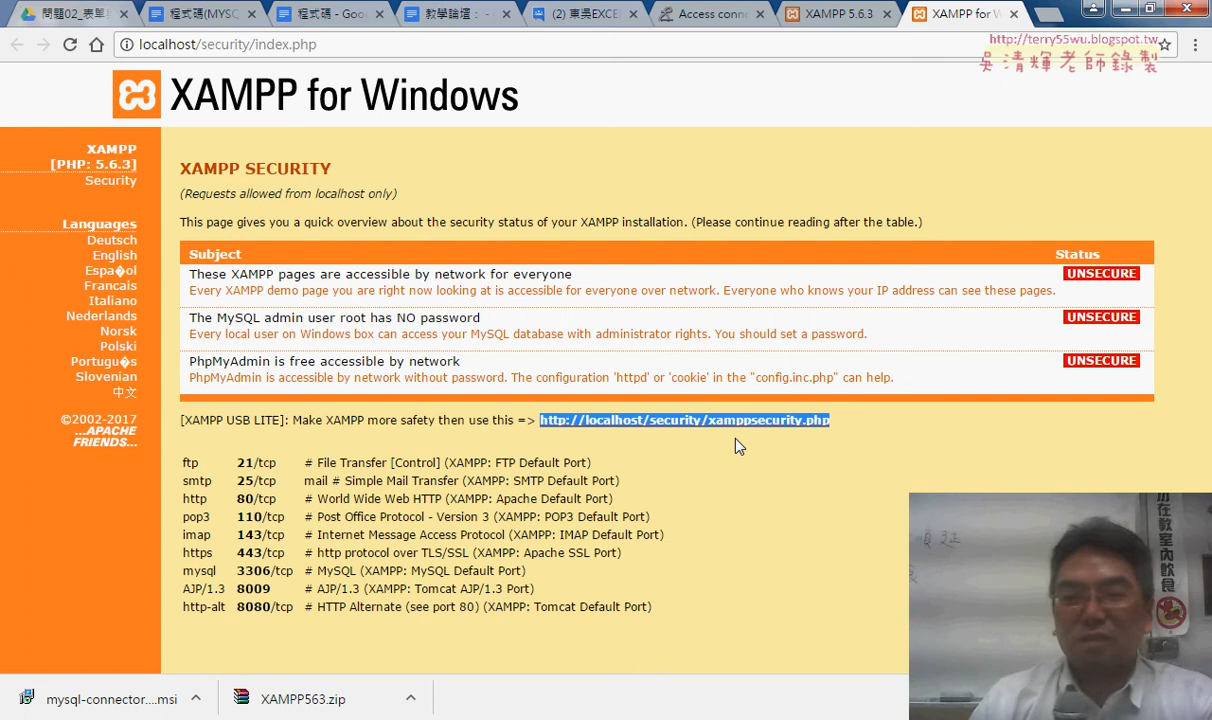 問題02_表單
程式碼(MYS
程式碼 - Goo
教學論壇： -
(2) 東吳EXCE
Access conn
XAMPP 5.6.3
XAMPP for W
localhost/security/index.php
http://terry55wu.blogspot.tw
吳清輝老師錄製
XAMPP for Windows
XAMPP
[PHP: 5.6.3]
Security
Languages
Deutsch
English
Espa�ol
Francais
Italiano
Nederlands
Norsk
Polski
Portugu�s
Slovenian
中文
©2002-2017
...APACHE
FRIENDS...
XAMPP SECURITY
(Requests allowed from localhost only)
This page gives you a quick overview about the security status of your XAMPP installation. (Please continue reading after the table.)
Subject Status
These XAMPP pages are accessible by network for everyone UNSECURE
Every XAMPP demo page you are right now looking at is accessible for everyone over network. Everyone who knows your IP address can see these pages.
The MySQL admin user root has NO password UNSECURE
Every local user on Windows box can access your MySQL database with administrator rights. You should set a password.
PhpMyAdmin is free accessible by network UNSECURE
PhpMyAdmin is accessible by network without password. The configuration 'httpd' or 'cookie' in the "config.inc.php" can help.
[XAMPP USB LITE]: Make XAMPP more safety then use this => http://localhost/security/xamppsecurity.php
ftp 21/tcp # File Transfer [Control] (XAMPP: FTP Default Port)
smtp 25/tcp mail # Simple Mail Transfer (XAMPP: SMTP Default Port)
http 80/tcp # World Wide Web HTTP (XAMPP: Apache Default Port)
pop3 110/tcp # Post Office Protocol - Version 3 (XAMPP: POP3 Default Port)
imap 143/tcp # Internet Message Access Protocol (XAMPP: IMAP Default Port)
https 443/tcp # http protocol over TLS/SSL (XAMPP: Apache SSL Port)
mysql 3306/tcp # MySQL (XAMPP: MySQL Default Port)
AJP/1.3 8009 # AJP/1.3 (XAMPP: Tomcat AJP/1.3 Port)
http-alt 8080/tcp # HTTP Alternate (see port 80) (XAMPP: Tomcat Default Port)
勿在教室內飲食
mysql-connector....msi
XAMPP563.zip